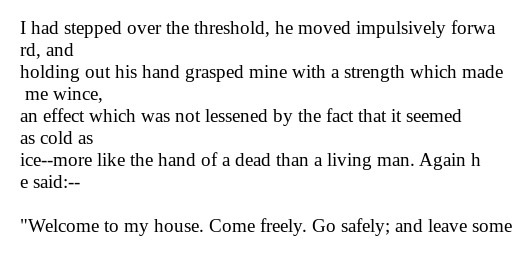 I had stepped over the threshold, he moved impulsively forwa
rd, and
holding out his hand grasped mine with a strength which made
 me wince,
an effect which was not lessened by the fact that it seemed
as cold as
ice--more like the hand of a dead than a living man. Again h
e said:--

"Welcome to my house. Come freely. Go safely; and leave some